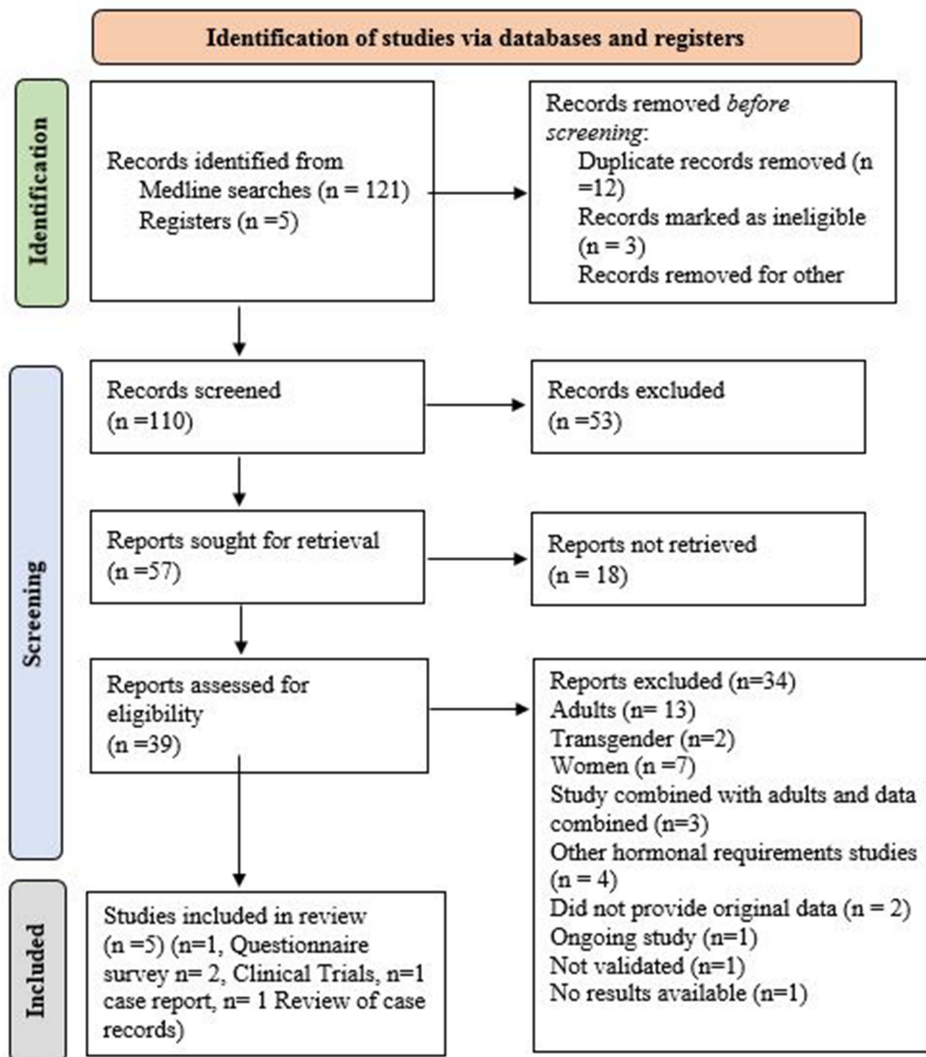 Identification of studies via databases and registers
Identification
Records identified from
Medline searches (n = 121)
Registers (n =5)
Records removed before
screening:
Duplicate records removed (n
=12)
Records marked as ineligible
(n = 3)
Records removed for other
Screening
Records screened
(n =110)
Records excluded
(n =53)
Reports sought for retrieval
(n =57)
Reports not retrieved
(n = 18)
Reports assessed for
eligibility
(n =39)
Reports excluded (n=34)
Adults (n= 13)
Transgender (n=2)
Women (n =7)
Study combined with adults and data
combined (n=3)
Other hormonal requirements studies
(n = 4)
Did not provide original data (n = 2)
Ongoing study (n=1)
Not validated (n=1)
No results available (n=1)
Included
Studies included in review
(n =5) (n=1, Questionnaire
survey n= 2, Clinical Trials, n=1
case report, n= 1 Review of case
records)